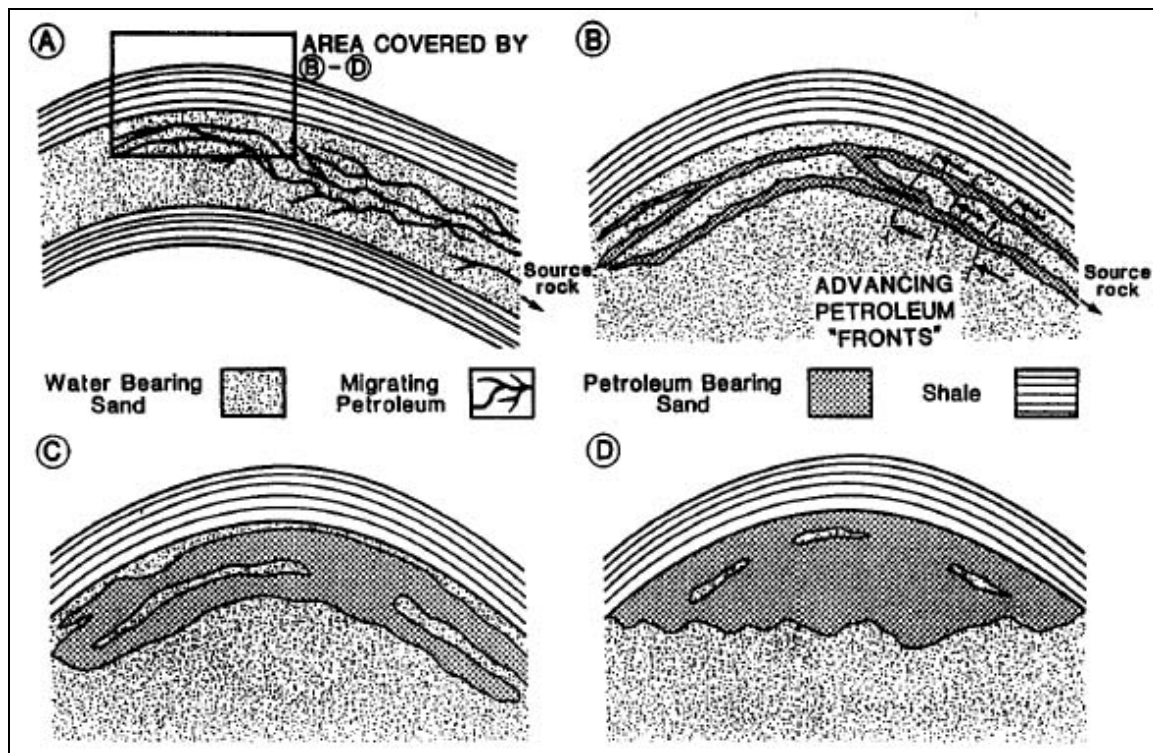 A
AREA COVERED BY
B-D
Source
rock
B
ADVANCING
PETROLEUM
"FRONTS"
Source
rock
Water Bearing
Sand
Migrating
Petroleum
Petroleum Bearing
Sand
Shale
C
D